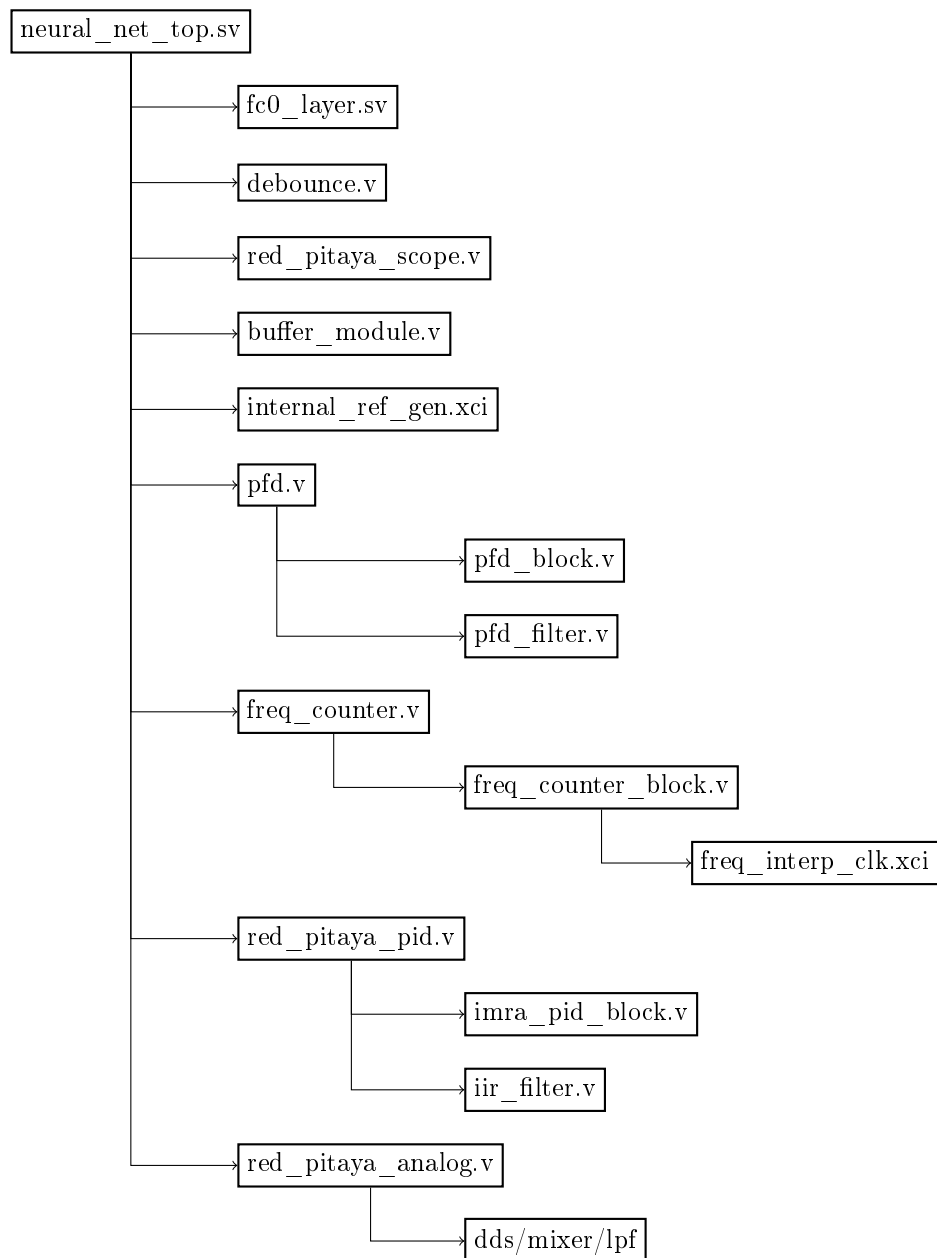 neural_net_top.sv
fc0_layer.sv
debounce.v
red_pitaya_scope.v
buffer_module.v
internal_ref_gen.xci
pfd.v
pfd_block.v
pfd_filter.v
freq_counter.v
freq_counter_block.v
freq_interp_clk.xci
red_pitaya_pid.v
imra_pid_block.v
iir_filter.v
red_pitaya_analog.v
dds/mixer/lpf